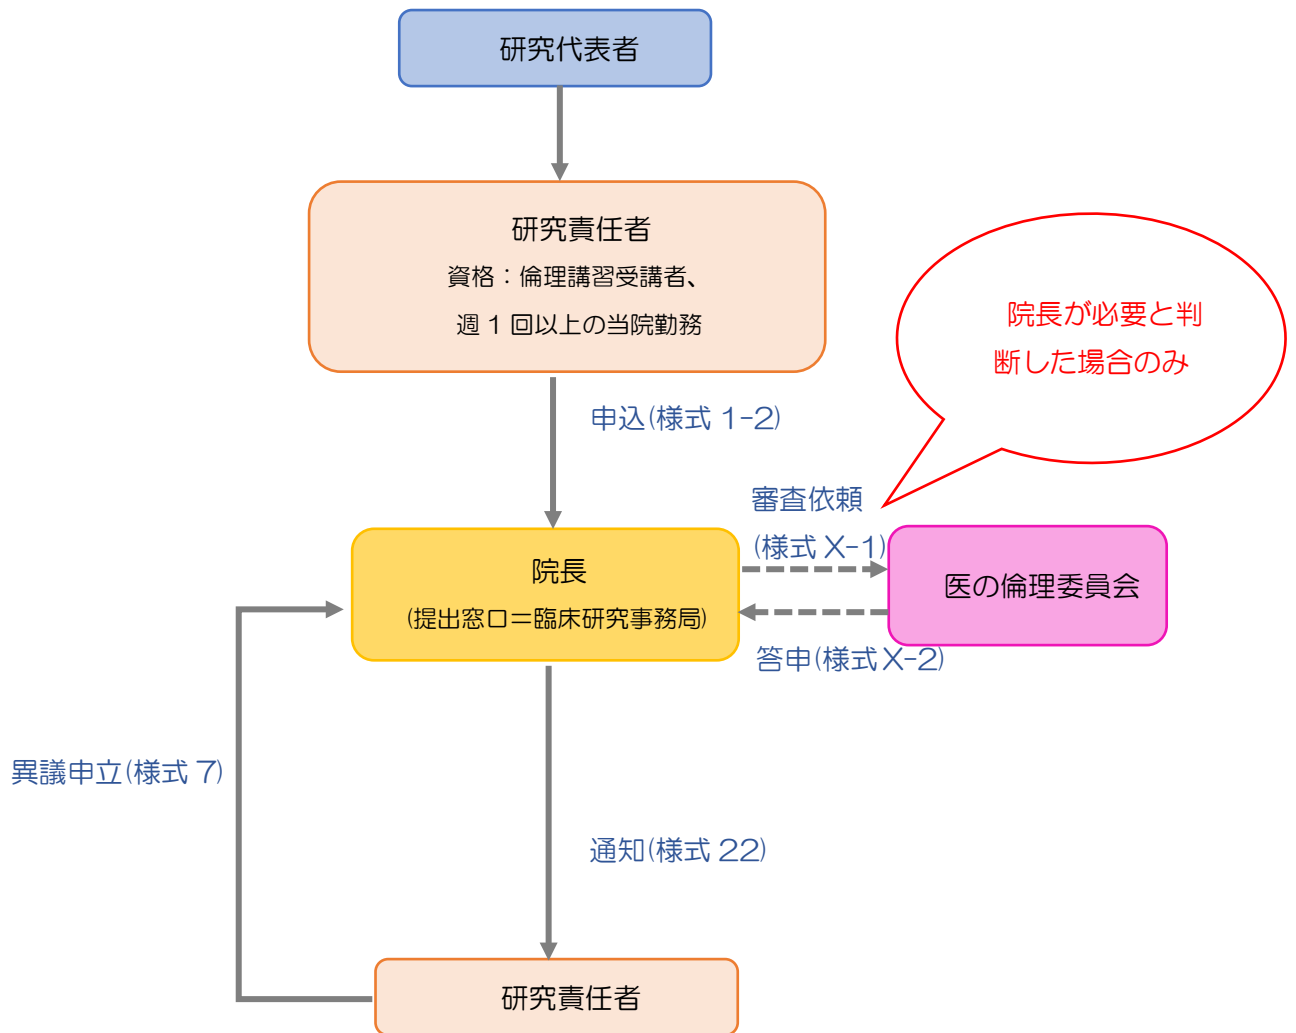 研究代表者
研究責任者
資格：倫理講習受講者、
週 1 回以上の当院勤務
院長が必要と判
断した場合のみ
申込(様式 1-2)
審査依頼
(様式 X-1)
院長
(提出窓口＝臨床研究事務局)
医の倫理委員会
答申(様式 X-2)
異議申立(様式 7)
通知(様式 22)
研究責任者